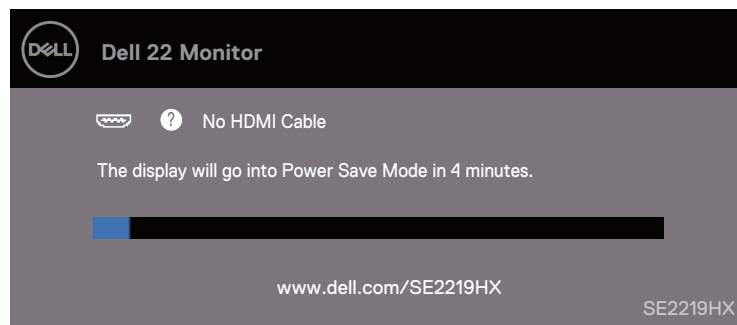 DELL
Dell 22 Monitor
? No HDMI Cable
The display will go into Power Save Mode in 4 minutes.
www.dell.com/SE2219HX
SE2219HX